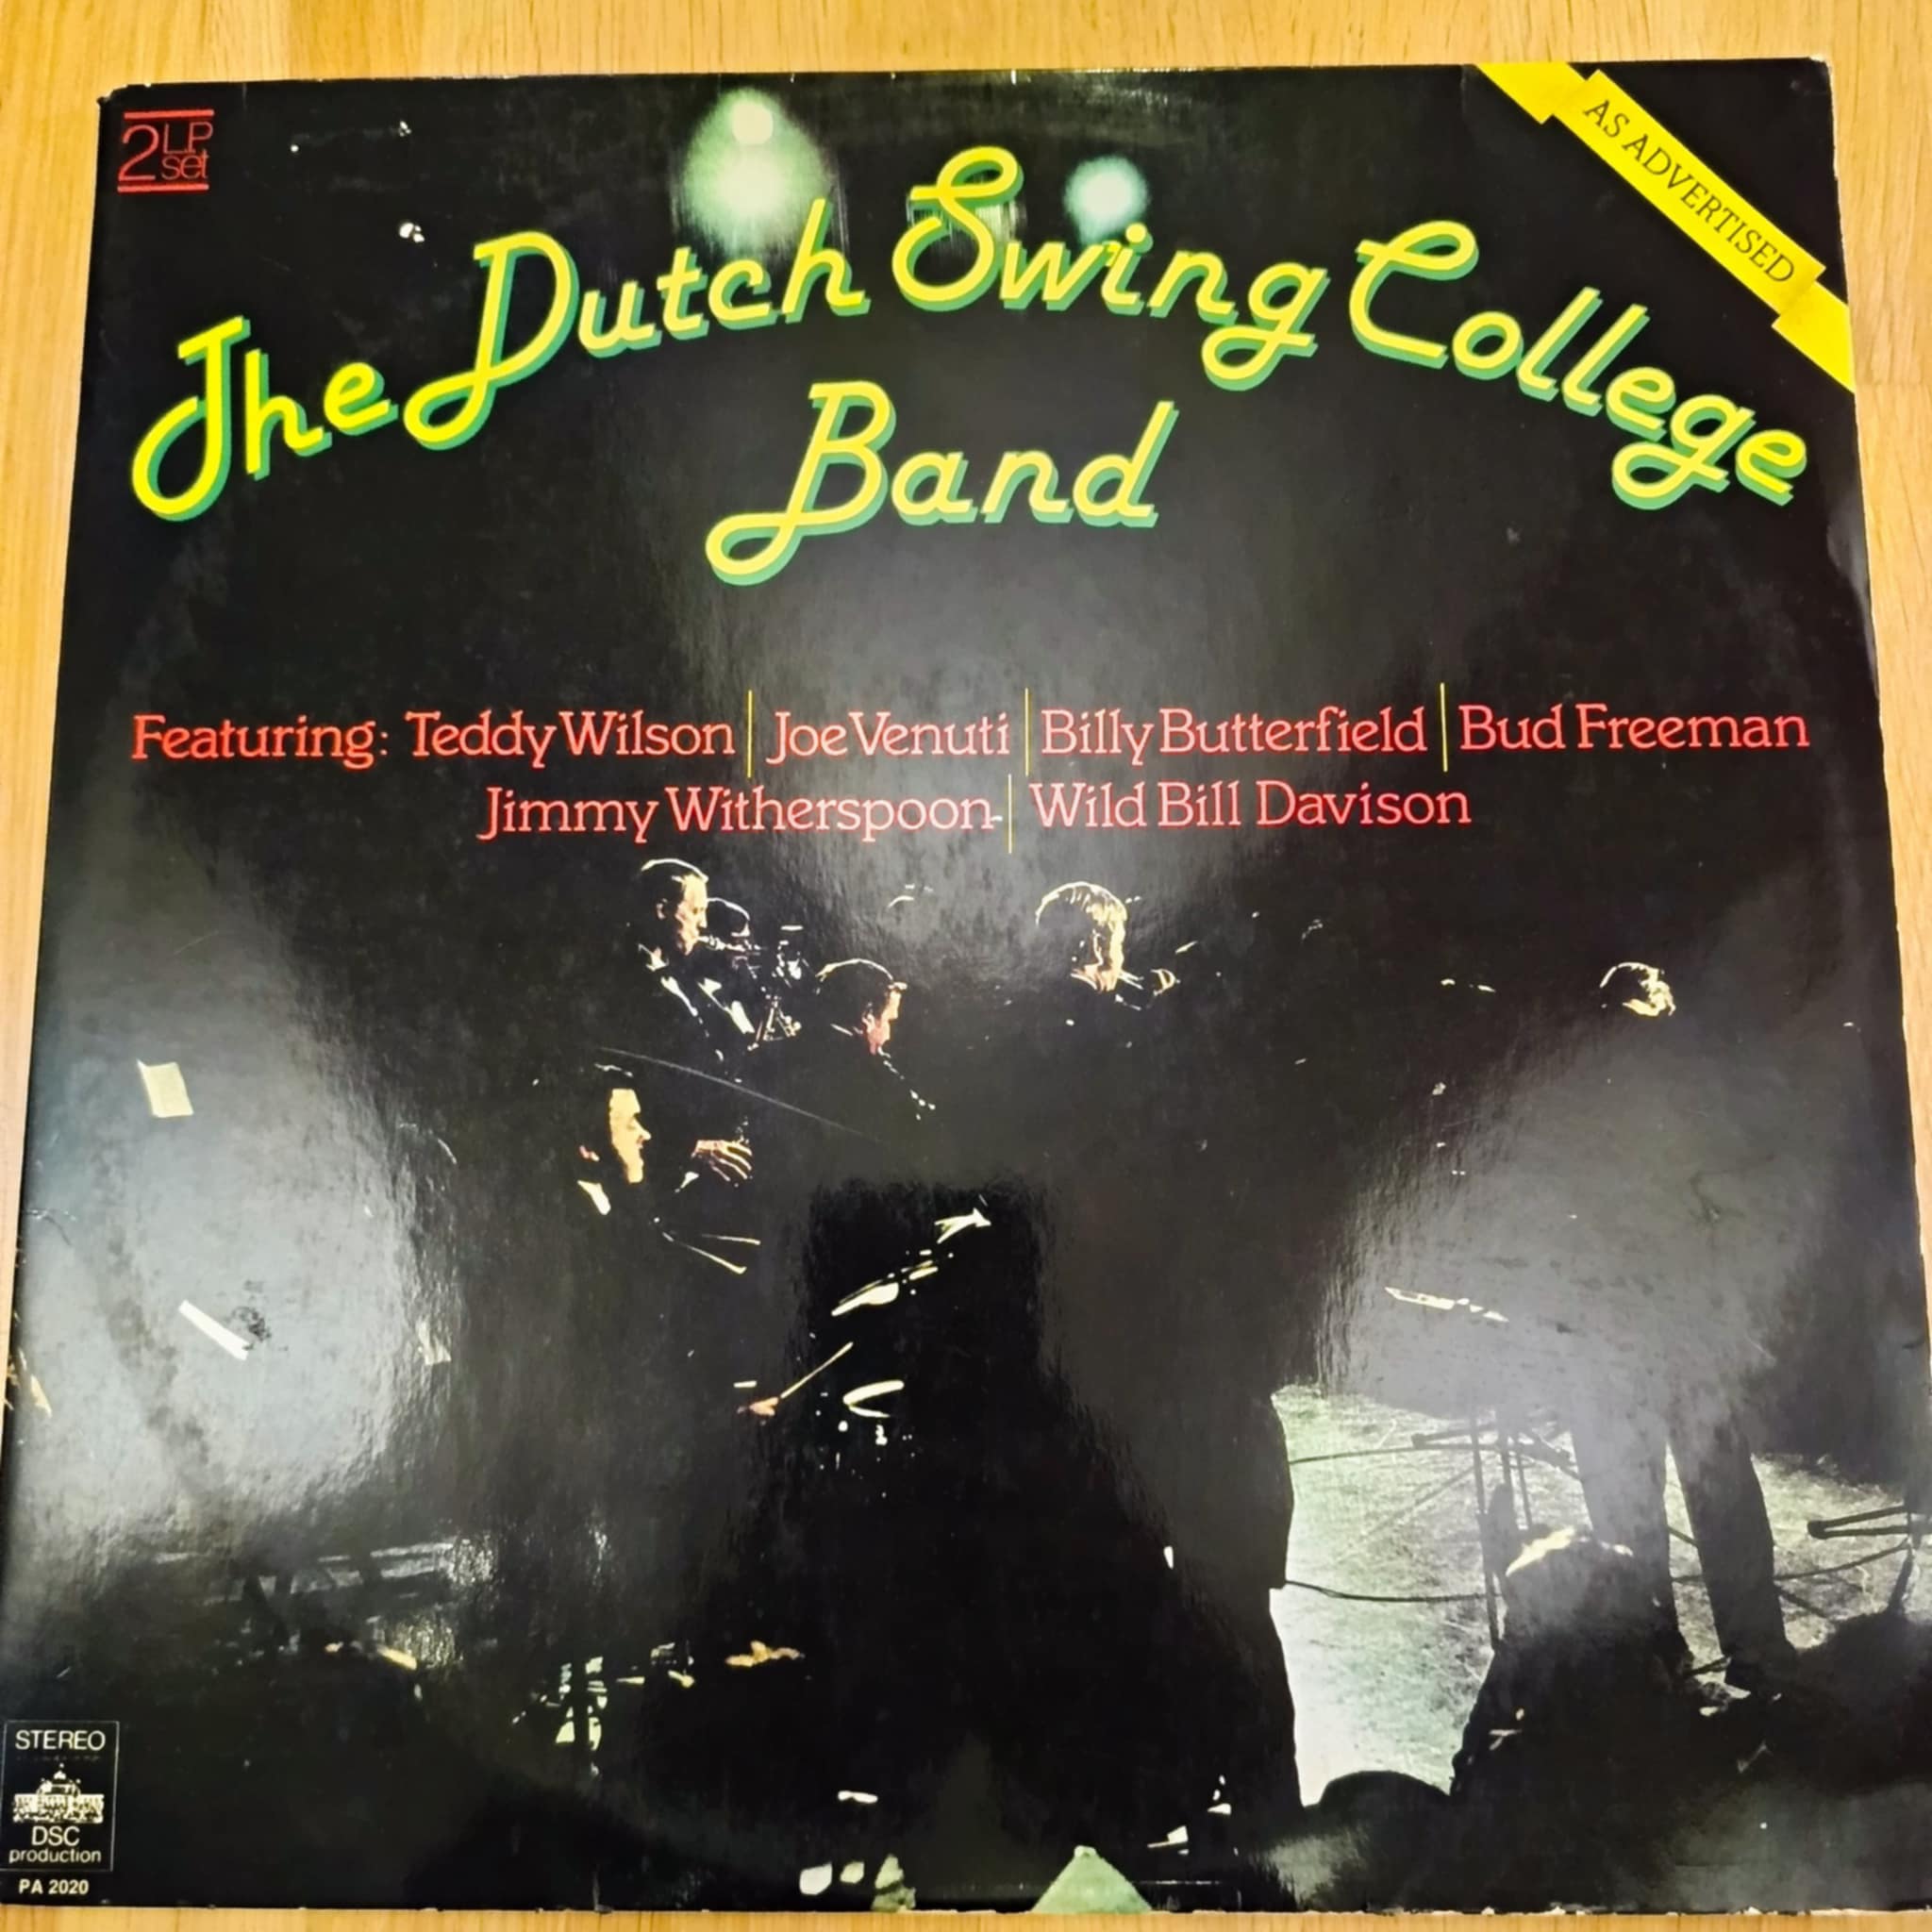 2 LP
set
AS ADVERTISED
The Dutch Swing College
Band
Featuring: Teddy Wilson | Joe Venuti | Billy Butterfield | Bud Freeman
Jimmy Witherspoon | Wild Bill Davison
STEREO
DSC
production
PA 2020